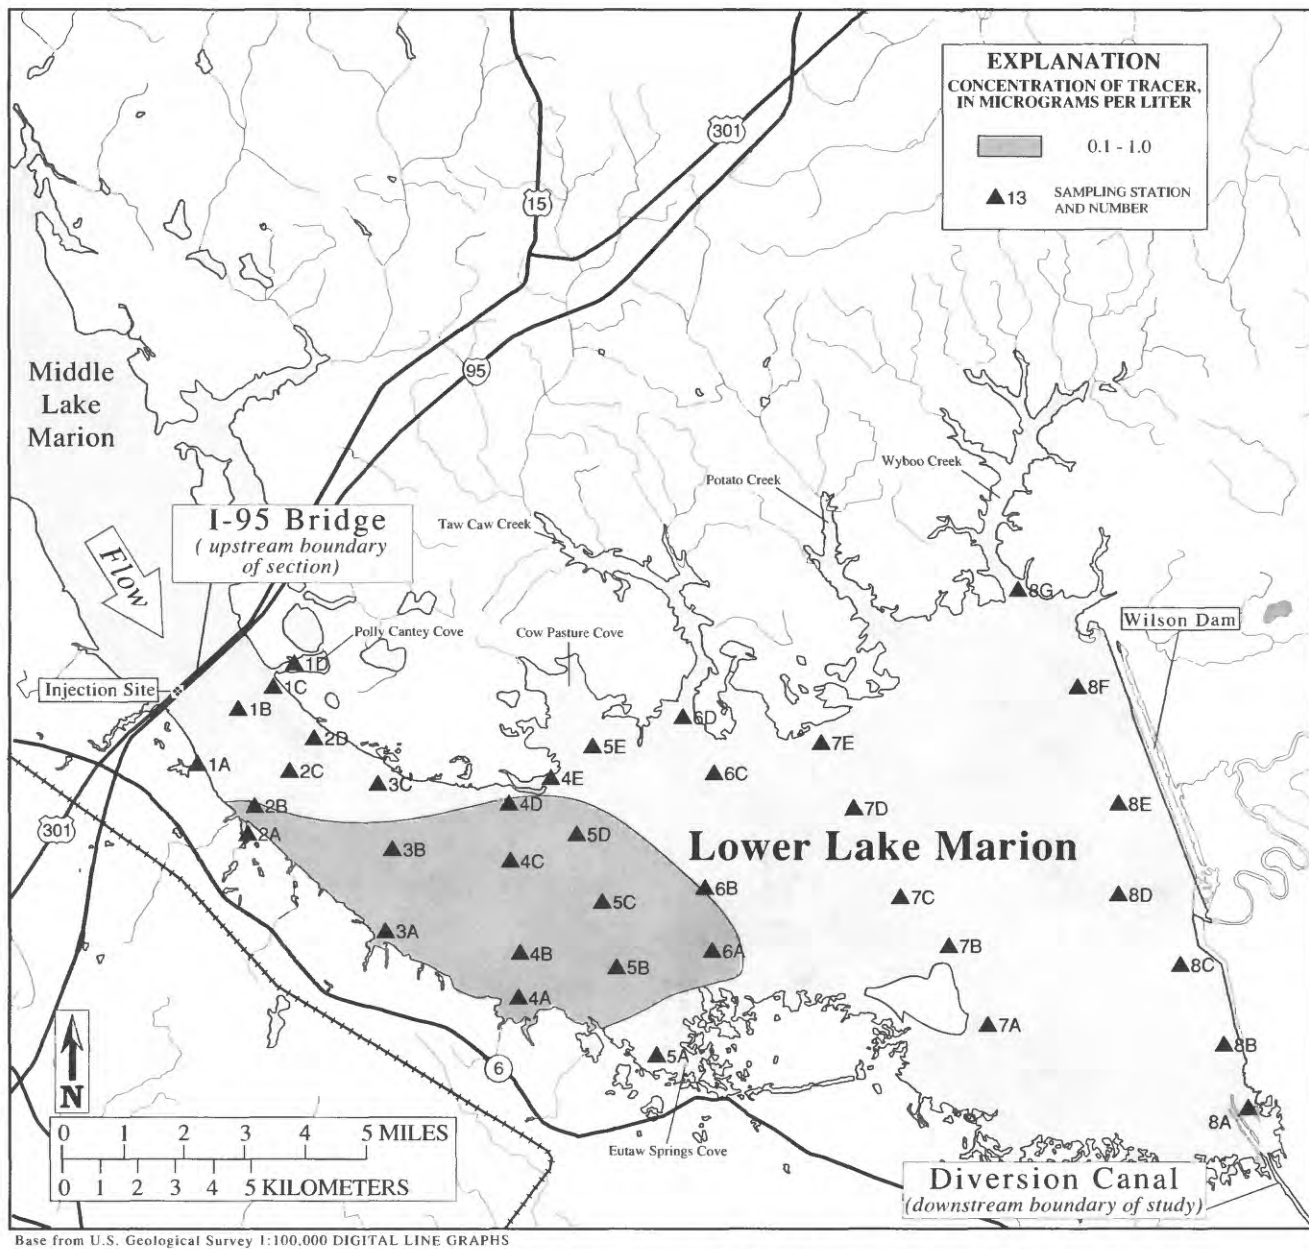 EXPLANATION
CONCENTRATION OF TRACER,
IN MICROGRAMS PER LITER
0.1 - 1.0
13
SAMPLING STATION
AND NUMBER
301
15
95
Middle
Lake
Marion
Wyboo Creek
Potato Creek
I-95 Bridge
( upstream boundary
of section)
Taw Caw Creek
Flow
8G
Wilson Dam
Polly Cantey Cove
Cow Pasture Cove
1D
Injection Site
1C
8F
1B
6D
2D
5E
7E
1A
2C
6C
3C
4E
2B
4D
7D
8E
301
2A
5D
3B
Lower Lake Marion
4C
6B
5C
7C
8D
3A
7B
4B
6A
5B
8C
4A
7A
8B
5A
6
N
8A
0 1 2 3 4 5 MILES
Eutaw Springs Cove
0 1 2 3 4 5 KILOMETERS
Diversion Canal
(downstream boundary of study)
Base from U.S. Geological Survey 1:100,000 DIGITAL LINE GRAPHS